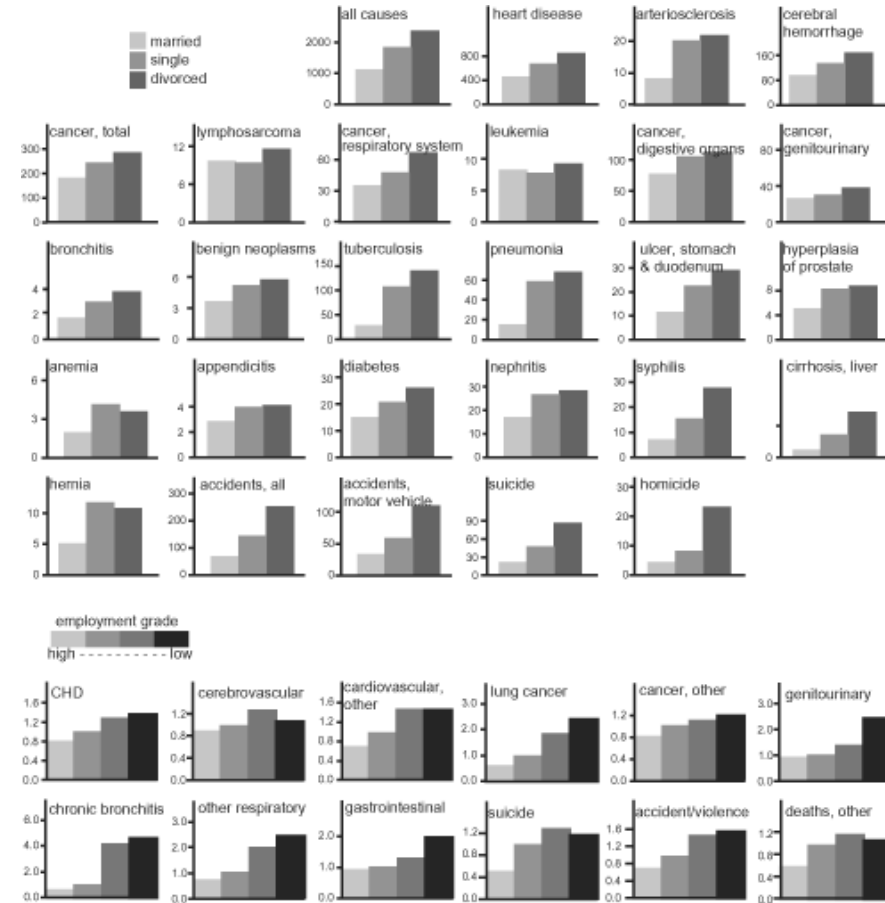 married
single
divorced
all causes
2000
1000
0
heart disease
800
400
0
arteriosclerosis
20
10
0
cerebral
hemorrhage
160
80
0
cancer, total
300
200
100
0
lymphosarcoma
12
6
0
cancer,
respiratory system
60
30
0
leukemia
10
5
0
cancer,
digestive organs
100
50
0
cancer,
genitourinary
80
40
0
bronchitis
4
2
0
benign neoplasms
6
3
0
tuberculosis
150
100
50
0
pneumonia
60
40
20
0
ulcer, stomach
& duodenum
30
20
10
0
hyperplasia
of prostate
8
4
0
anemia
6
3
0
appendicitis
4
2
0
diabetes
30
20
10
0
nephritis
30
20
10
0
syphilis
30
20
10
0
cirrhosis, liver
0
hernia
10
5
0
accidents, all
300
200
100
0
accidents,
motor vehicle
100
50
0
suicide
90
60
30
0
homicide
30
20
10
0
employment grade
high - - - - - - - - - - low
CHD
1.6
1.2
0.8
0.4
0.0
cerebrovascular
1.2
0.8
0.4
0.0
cardiovascular,
other
1.6
1.2
0.8
0.4
0.0
lung cancer
3.0
2.0
1.0
0.0
cancer, other
1.2
0.8
0.4
0.0
genitourinary
3.0
2.0
1.0
0.0
chronic bronchitis
6.0
4.0
2.0
0.0
other respiratory
3.0
2.0
1.0
0.0
gastrointestinal
2.0
1.0
0.0
suicide
1.2
0.8
0.4
0.0
accident/violence
1.6
1.2
0.8
0.4
0.0
deaths, other
1.2
0.8
0.4
0.0